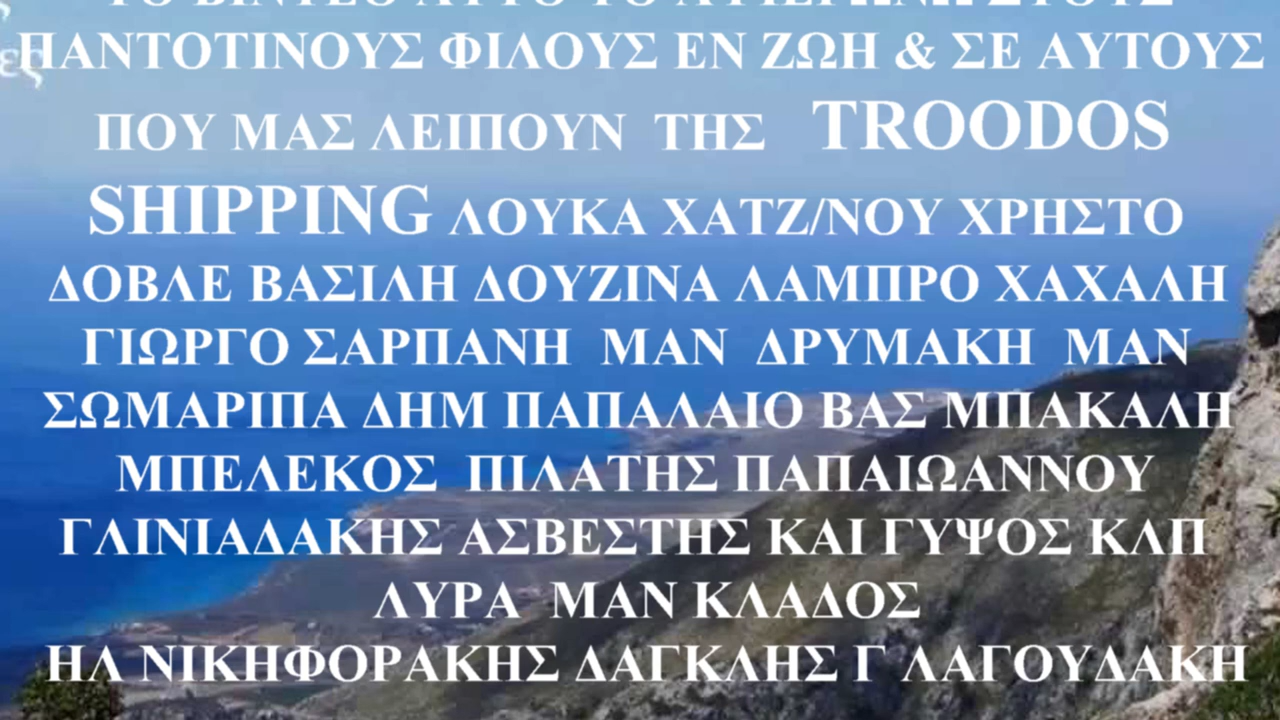 ΠΑΝΤΟΤΙΝΟΥΣ ΦΙΛΟΥΣ ΕΝ ΖΩΗ & ΣΕ ΑΥΤΟΥΣ
ΠΟΥ ΜΑΣ ΛΕΙΠΟΥΝ ΤΗΣ TROODOS
SHIPPING ΛΟΥΚΑ ΧΑΤΖ/ΝΟΥ ΧΡΗΣΤΟ
ΔΟΒΛΕ ΒΑΣΙΛΗ ΔΟΥΖΙΝΑ ΛΑΜΠΡΟ ΧΑΧΑΛΗ
ΓΙΩΡΓΟ ΣΑΡΠΑΝΗ ΜΑΝ ΔΡΥΜΑΚΗ ΜΑΝ
ΣΩΜΑΡΙΠΑ ΔΗΜ ΠΑΠΑΛΑΙΟ ΒΑΣ ΜΠΑΚΑΛΗ
ΜΠΕΛΕΚΟΣ ΠΙΛΑΤΗΣ ΠΑΠΑΙΩΑΝΝΟΥ
ΓΛΙΝΙΑΔΑΚΗΣ ΑΣΒΕΣΤΗΣ ΚΑΙ ΓΥΨΟΣ ΚΛΠ
ΛΥΡΑ ΜΑΝ ΚΛΑΔΟΣ
ΗΛ ΝΙΚΗΦΟΡΑΚΗΣ ΔΑΓΚΛΗΣ Γ ΛΑΓΟΥΔΑΚΗ